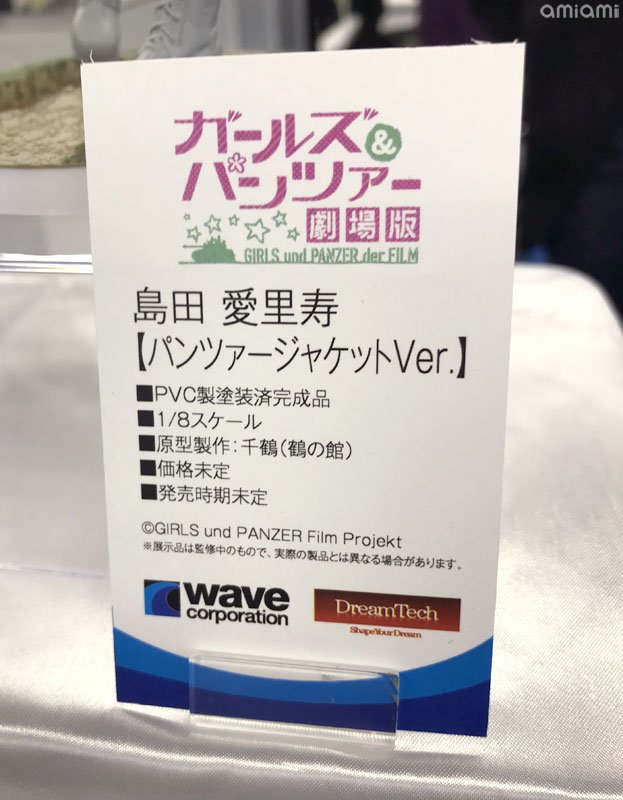 amiami
ガールズ&
パンツァー
劇場版
GIRLS und PANZER der FILM
島田 愛里寿
【パンツァージャケットVer.】
■PVC製塗装済完成品
■1/8スケール
■原型製作:千鶴(鶴の館)
■価格未定
■発売時期未定
©GIRLS und PANZER Film Projekt
※展示品は監修中のもので、実際の製品とは異なる場合があります。
wave
corporation
DreamTech
ShapeYourDream